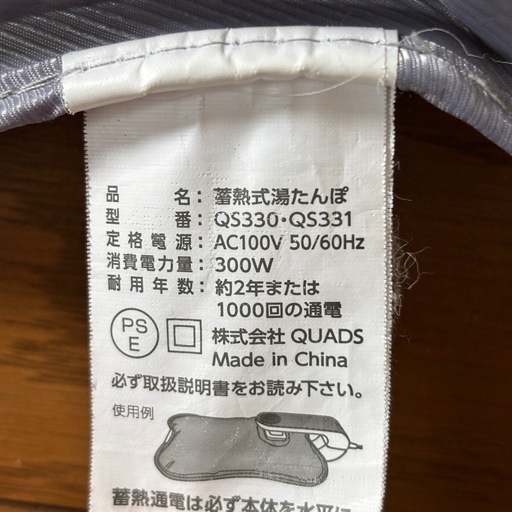 品名：蓄熱式湯たんぽ
型番：QS330・QS331
定格電源：AC100V 50/60Hz
消費電力量：300W
耐用年数：約2年または
1000回の通電
PS
E
株式会社 QUADS
Made in China
必ず取扱説明書をお読み下さい。
使用例
蓄熱通電は必ず本体を水平に